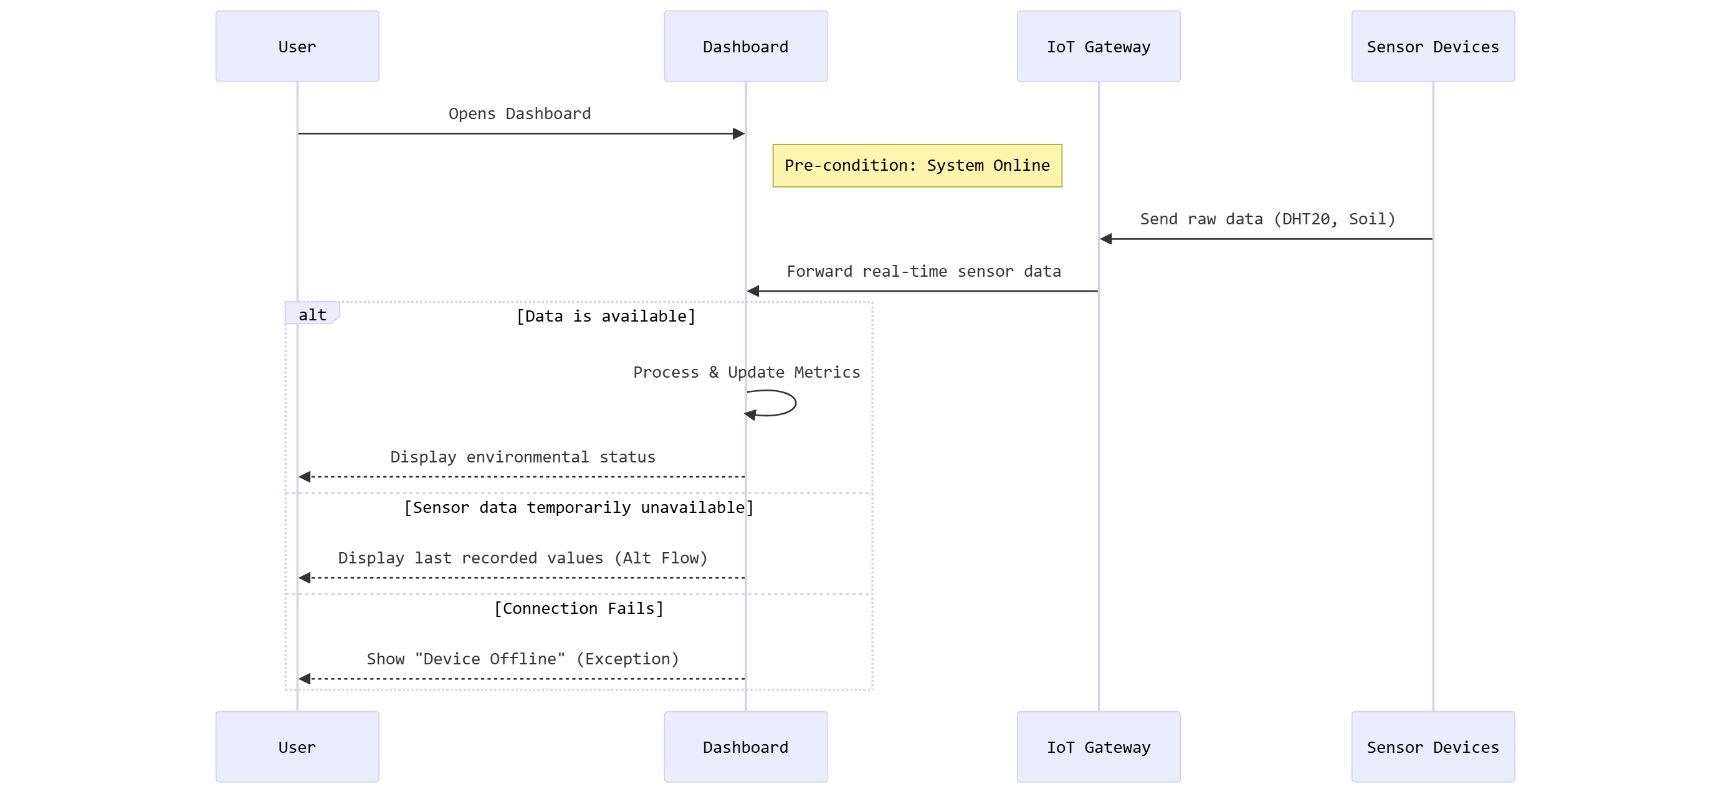 User
Dashboard
IoT Gateway
Sensor Devices
Opens Dashboard
Pre-condition: System Online
Send raw data (DHT20, Soil)
Forward real-time sensor data
alt
[Data is available]
Process & Update Metrics
Display environmental status
[Sensor data temporarily unavailable]
Display last recorded values (Alt Flow)
[Connection Fails]
Show "Device Offline" (Exception)
User
Dashboard
IoT Gateway
Sensor Devices